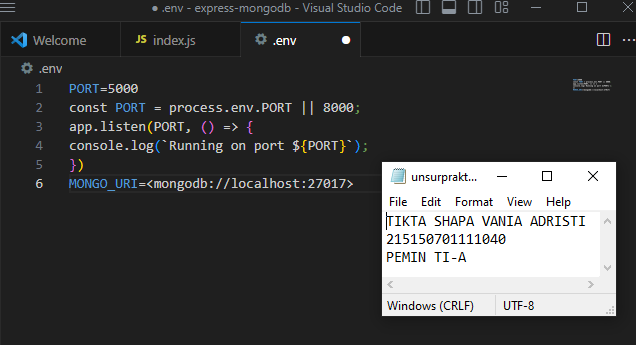 .env - express-mongodb - Visual Studio Code
Welcome
JS index.js
.env
.env
1 PORT=5000
2 const PORT = process.env.PORT || 8000;
3 app.listen(PORT, () => {
4 console.log(`Running on port ${PORT}`);
5 })
6 MONGO_URI=<mongodb://localhost:27017>
unsurprakt...
File Edit Format View Help
TIKTA SHAPA VANIA ADRISTI
215150701111040
PEMIN TI-A
Windows (CRLF) UTF-8